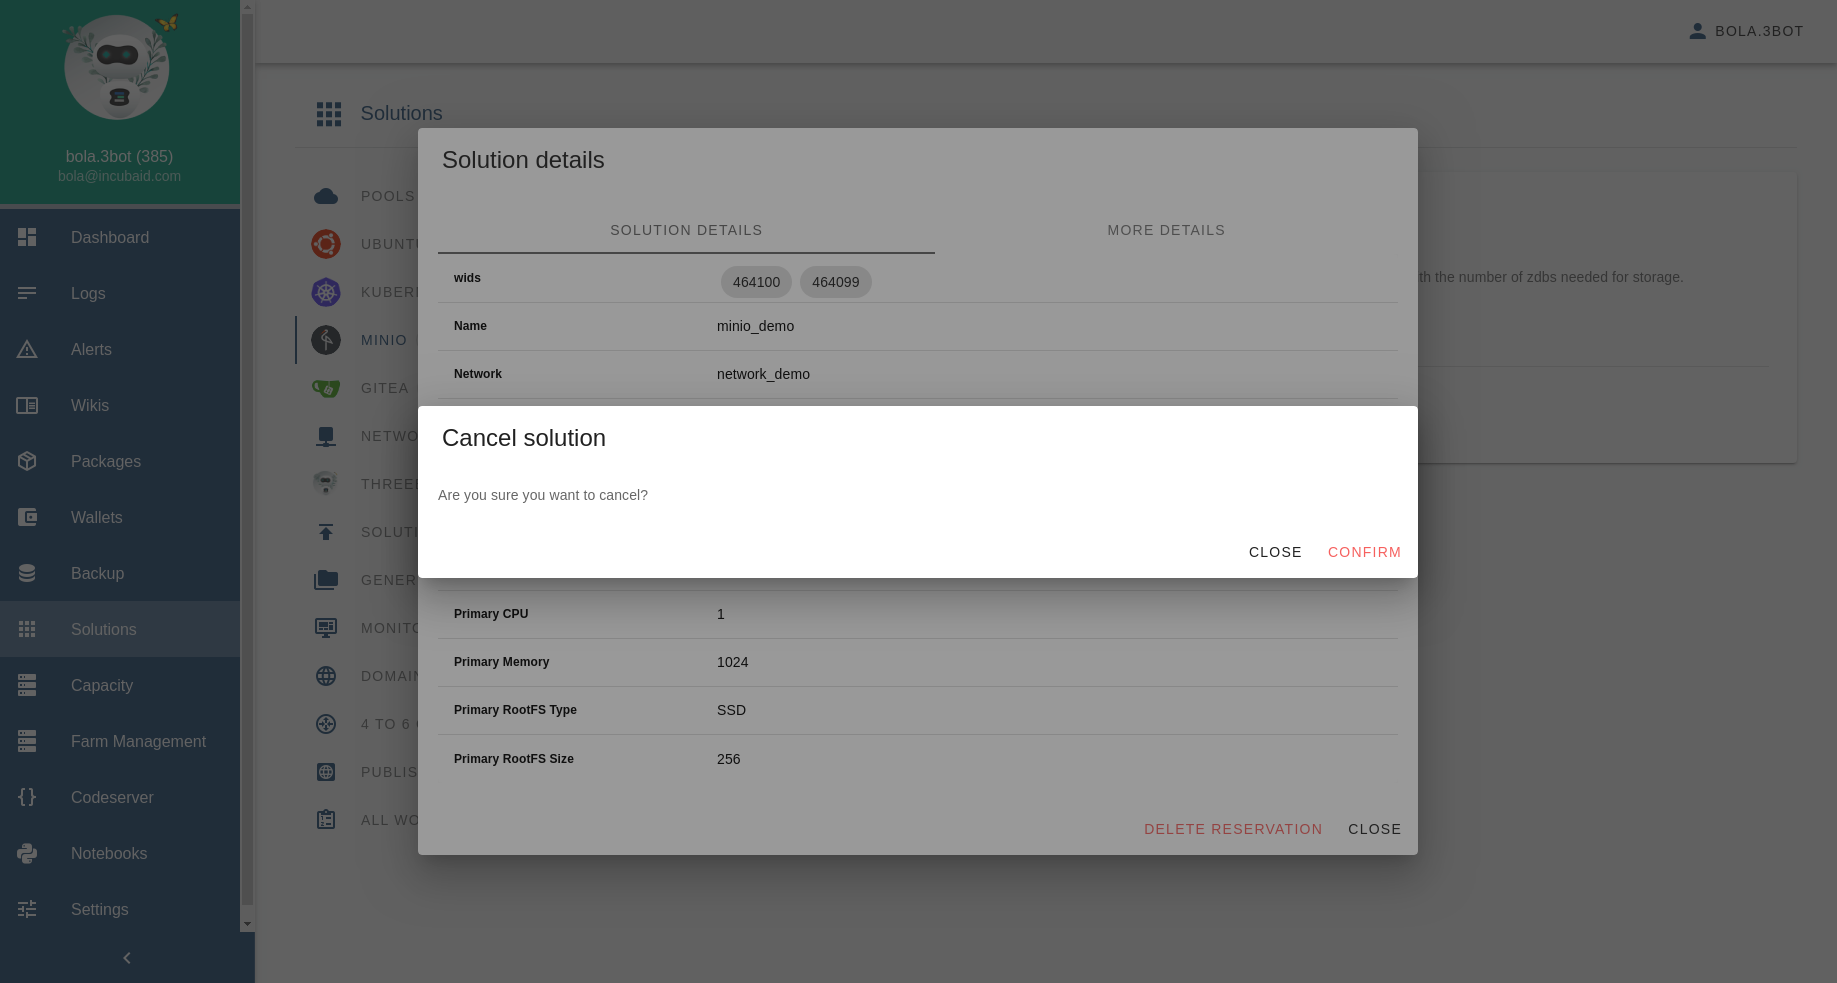 BOLA.3BOT
bola.3bot (385)
bola@incubaid.com
Dashboard
Logs
Alerts
Wikis
Packages
Wallets
Backup
Solutions
Capacity
Farm Management
Codeserver
Notebooks
Settings
Solutions
POOLS
UBUNTU
KUBER
MINIO
GITEA
NETWO
THREE
SOLUTI
GENER
MONITO
DOMAIN
4 TO 6
PUBLIS
ALL WO
th the number of zdbs needed for storage.
Solution details
SOLUTION DETAILS
MORE DETAILS
wids 464100 464099
Name minio_demo
Network network_demo
Cancel solution
Are you sure you want to cancel?
CLOSE CONFIRM
Primary CPU 1
Primary Memory 1024
Primary RootFS Type SSD
Primary RootFS Size 256
DELETE RESERVATION CLOSE